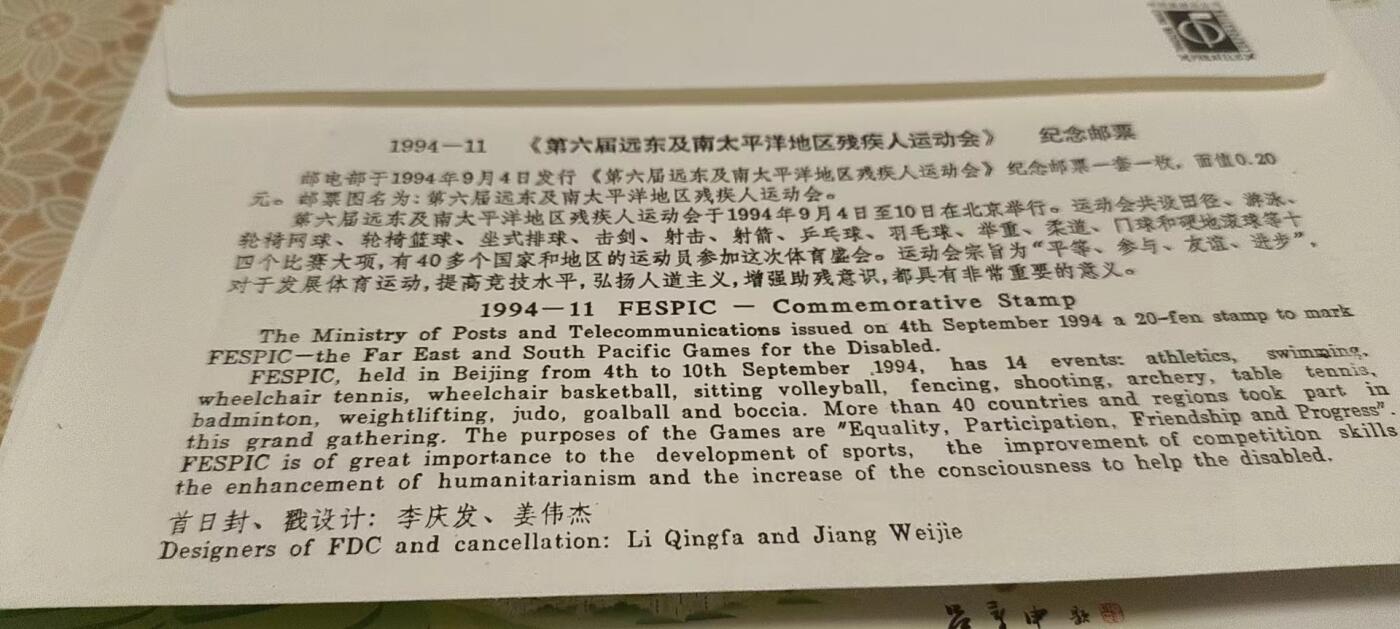 1994—11 《第六届远东及南太平洋地区残疾人运动会》 纪念邮票
邮电部于1994年9月4日发行《第六届远东及南太平洋地区残疾人运动会》纪念邮票一套一枚，面值0.20
元。邮票图名为：第六届远东及南太平洋地区残疾人运动会。
第六届远东及南太平洋地区残疾人运动会于1994年9月4日至10日在北京举行。运动会共设田径、游泳、
轮椅网球、轮椅篮球、坐式排球、击剑、射击、射箭、乒乓球、羽毛球、举重、柔道、门球和硬地滚球等十
四个比赛大项，有40多个国家和地区的运动员参加这次体育盛会。运动会宗旨为“平等、参与、友谊、进步”，
对于发展体育运动，提高竞技水平，弘扬人道主义，增强助残意识，都具有非常重要的意义。
1994—11 FESPIC — Commemorative Stamp
The Ministry of Posts and Telecommunications issued on 4th September 1994 a 20-fen stamp to mark
FESPIC—the Far East and South Pacific Games for the Disabled.
FESPIC, held in Beijing from 4th to 10th September 1994, has 14 events: athletics, swimming,
wheelchair tennis, wheelchair basketball, sitting volleyball, fencing, shooting, archery, table tennis,
badminton, weightlifting, judo, goalball and boccia. More than 40 countries and regions took part in
this grand gathering. The purposes of the Games are "Equality, Participation, Friendship and Progress".
FESPIC is of great importance to the development of sports, the improvement of competition skills
the enhancement of humanitarianism and the increase of the consciousness to help the disabled.
首日封、戳设计：李庆发、姜伟杰
Designers of FDC and cancellation: Li Qingfa and Jiang Weijie